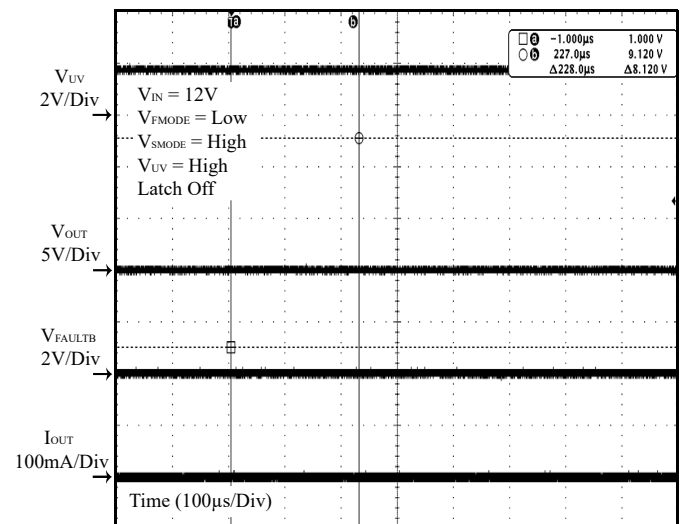 a b
a -1.000µs 1.000 V
b 227.0µs 9.120 V
Δ228.0µs Δ8.120 V
VUV
2V/Div
VIN = 12V
VFMODE = Low
VSMODE = High
VUV = High
Latch Off
VOUT
5V/Div
VFAULTB
2V/Div
IOUT
100mA/Div
Time (100µs/Div)